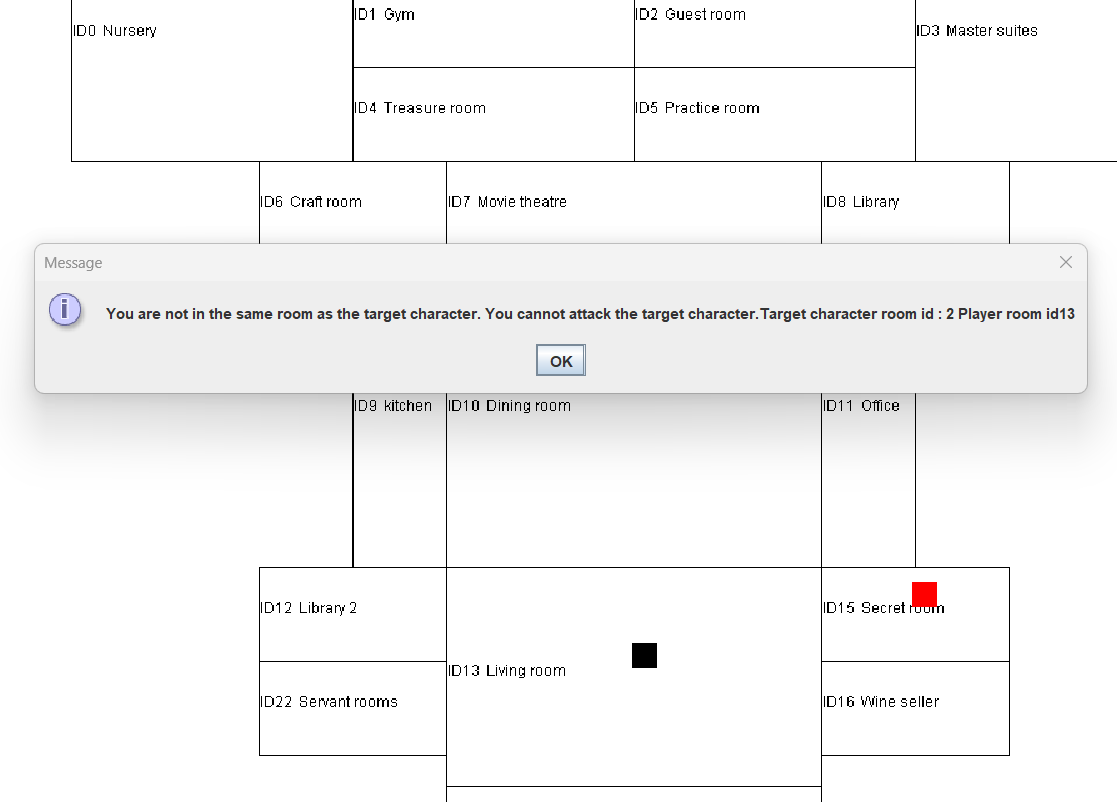 ID0 Nursery
ID1 Gym
ID2 Guest room
ID3 Master suites
ID4 Treasure room
ID5 Practice room
ID6 Craft room
ID7 Movie theatre
ID8 Library
Message
You are not in the same room as the target character. You cannot attack the target character.Target character room id : 2 Player room id13
OK
ID9 kitchen
ID10 Dining room
ID11 Office
ID12 Library 2
ID15 Secret room
ID13 Living room
ID22 Servant rooms
ID16 Wine seller